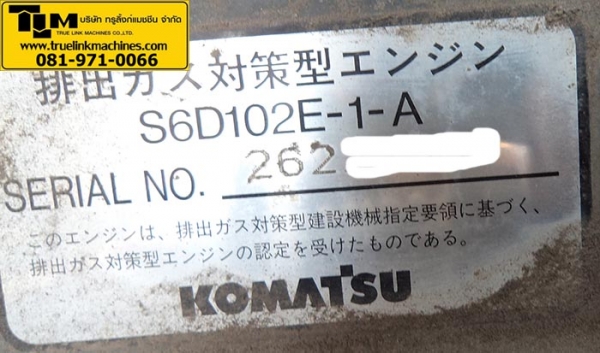 TLM บริษัท ทรูลิ้งก์แมชชีน จำกัด
TRUE LINK MACHINES CO.,LTD.
www.truelinkmachines.com
081-971-0066
排出ガス対策型エンジン
S6D102E-1-A
SERIAL NO. 262
このエンジンは、排出ガス対策型建設機械指定要領に基づく、
排出ガス対策型エンジンの認定を受けたものである。
KOMATSU